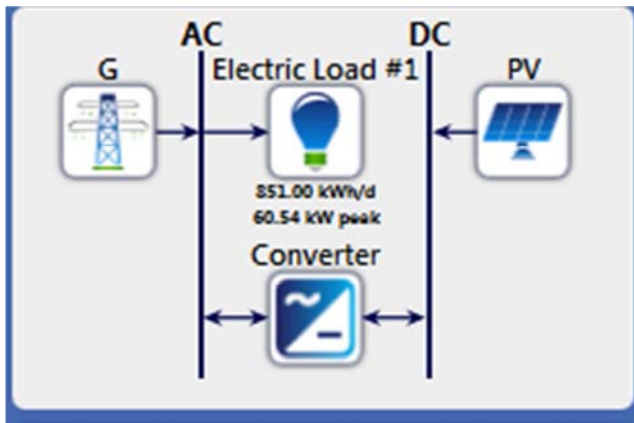 AC DC
G Electric Load #1 PV
851.00 kWh/d
60.54 kW peak
Converter